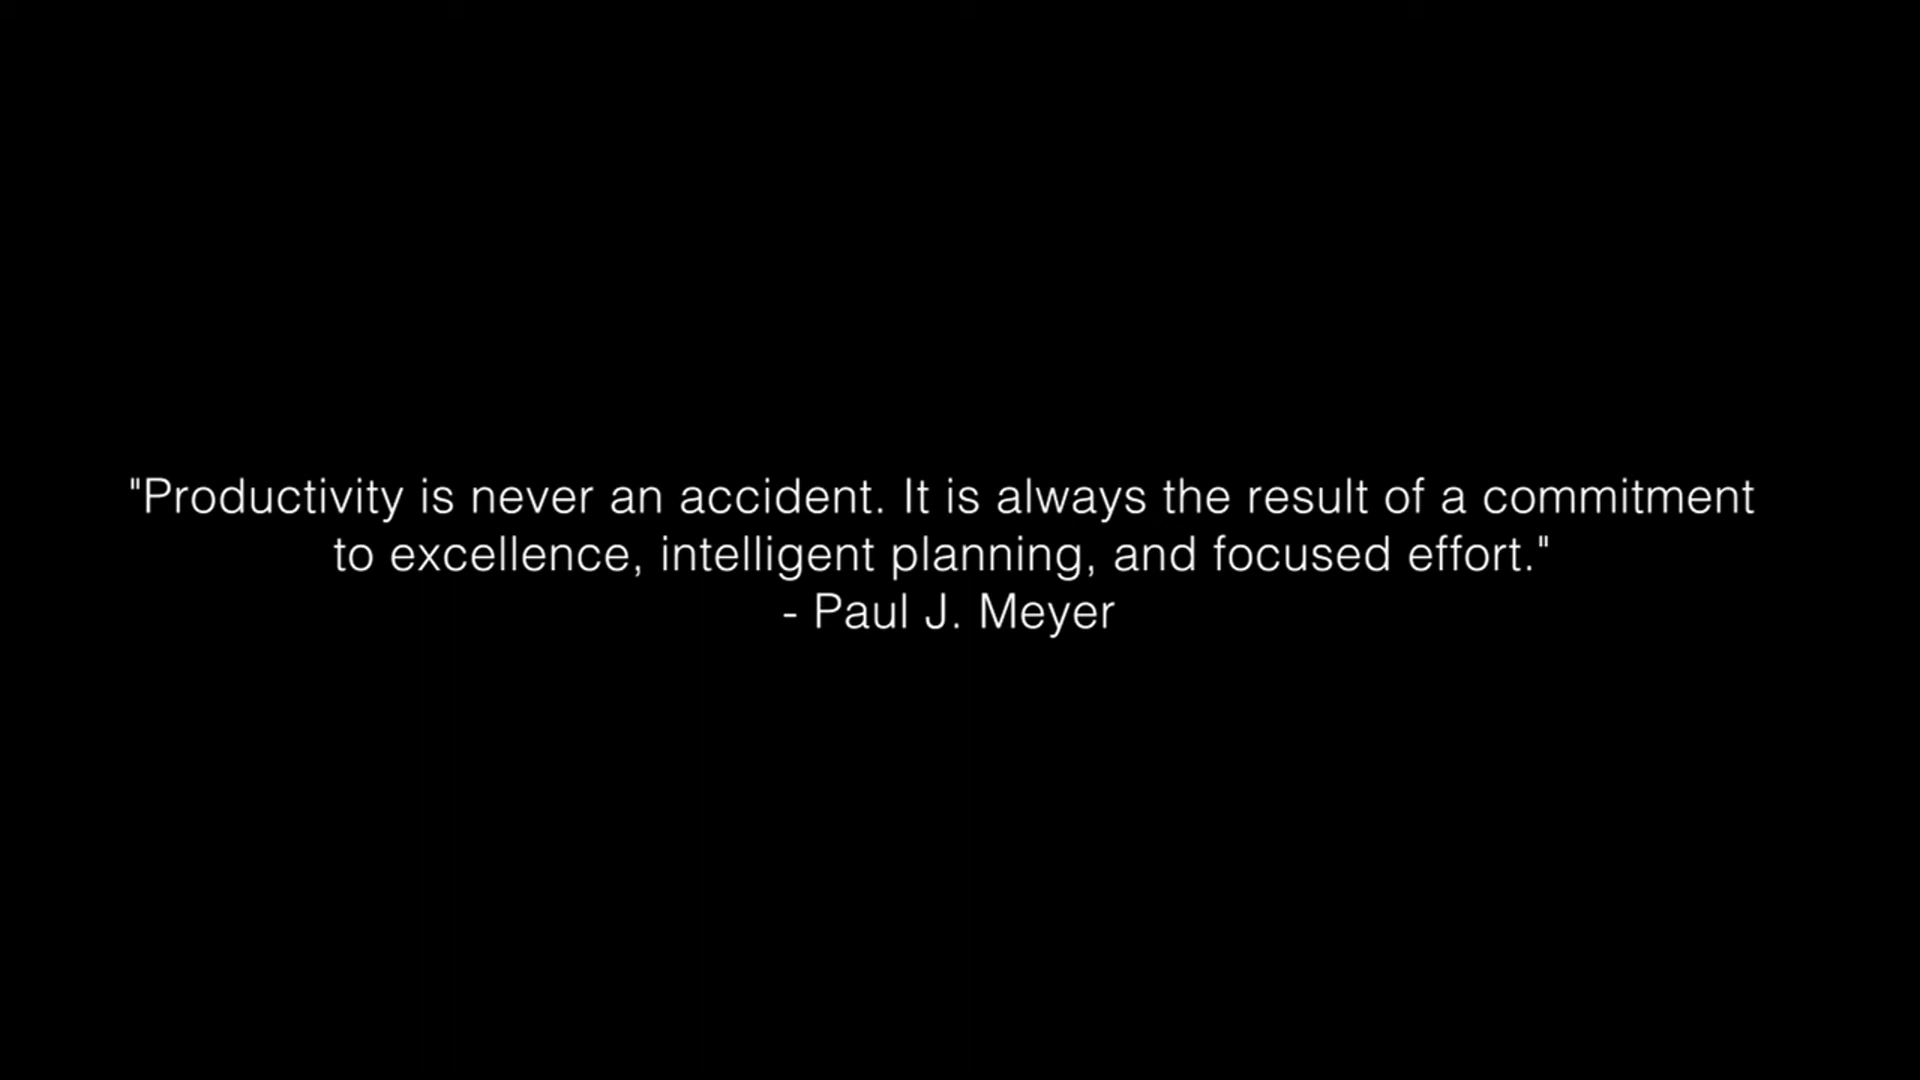 "Productivity is never an accident. It is always the result of a commitment
to excellence, intelligent planning, and focused effort."
- Paul J. Meyer